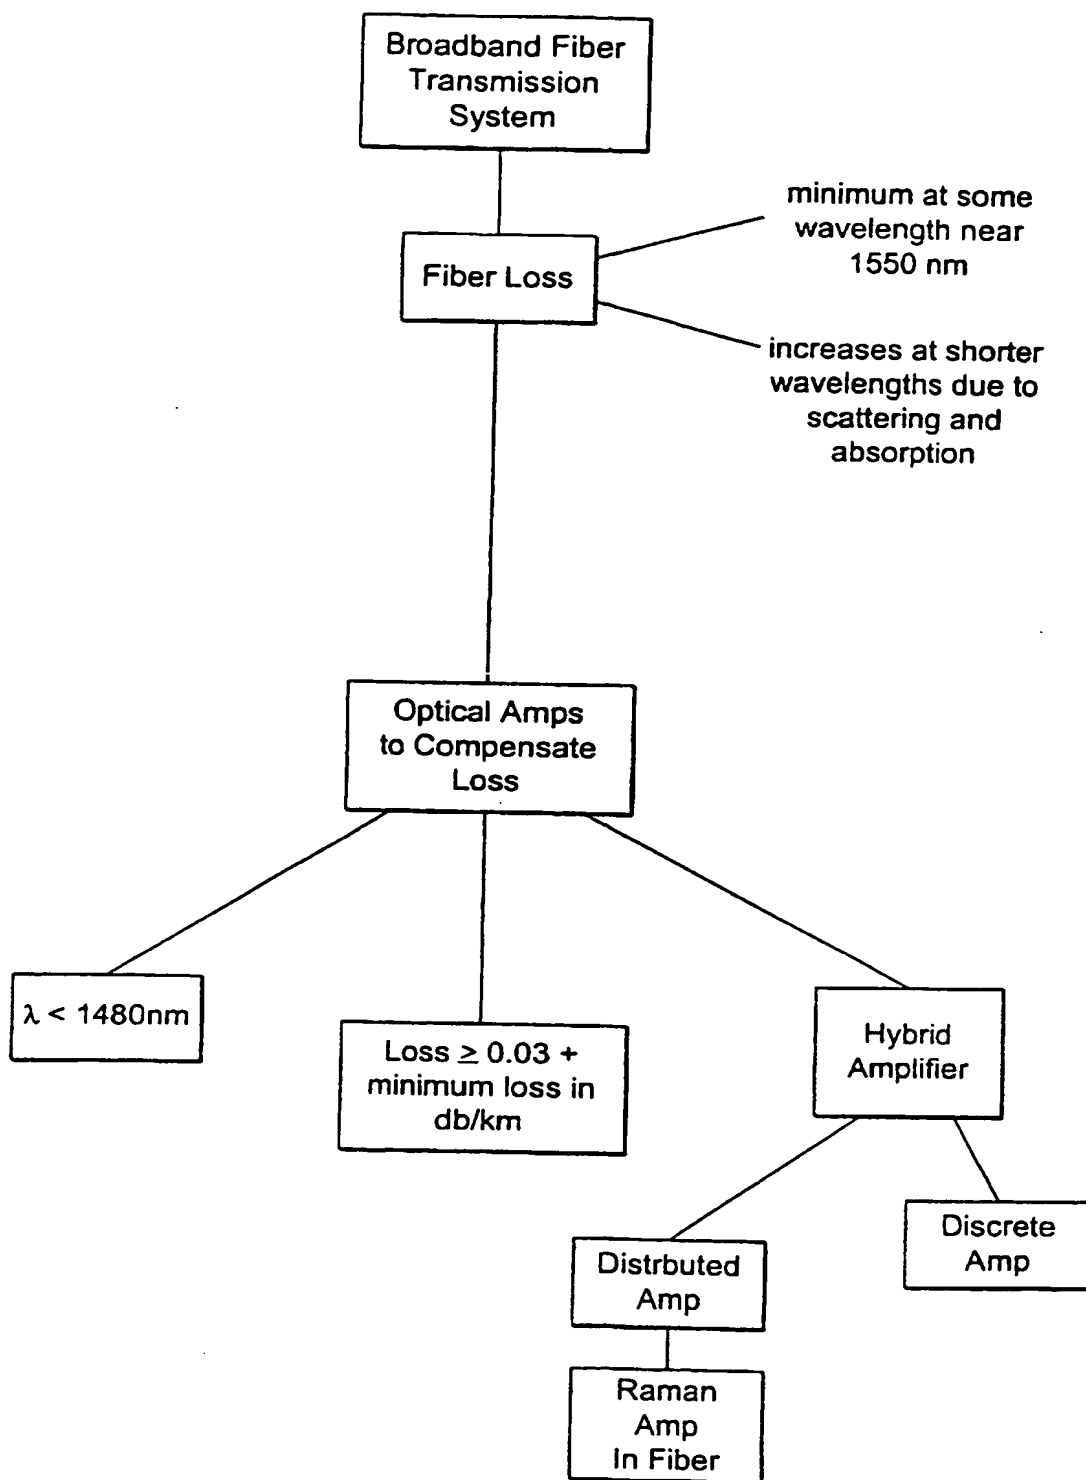 Broadband Fiber
Transmission
System
minimum at some
wavelength near
1550 nm
Fiber Loss
increases at shorter
wavelengths due to
scattering and
absorption
Optical Amps
to Compensate
Loss
λ < 1480nm
Loss ≥ 0.03 +
minimum loss in
db/km
Hybrid
Amplifier
Distrbuted
Amp
Discrete
Amp
Raman
Amp
In Fiber